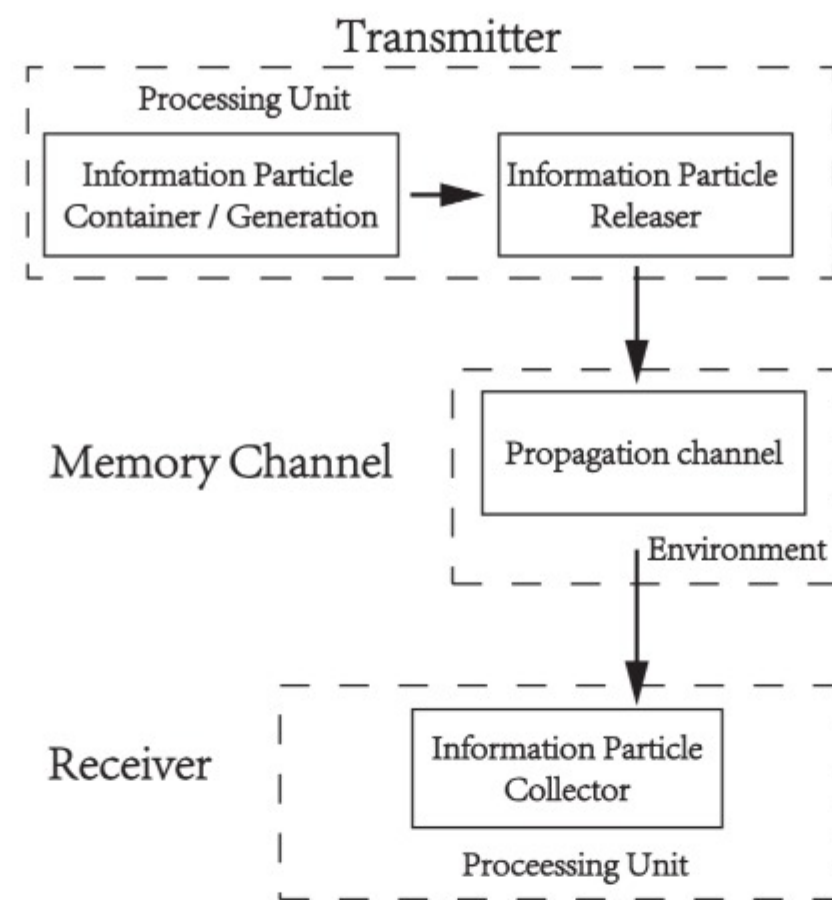 Transmitter
Processing Unit
Information Particle
Container / Generation
Information Particle
Releaser
Memory Channel
Propagation channel
Environment
Receiver
Information Particle
Collector
Proceessing Unit